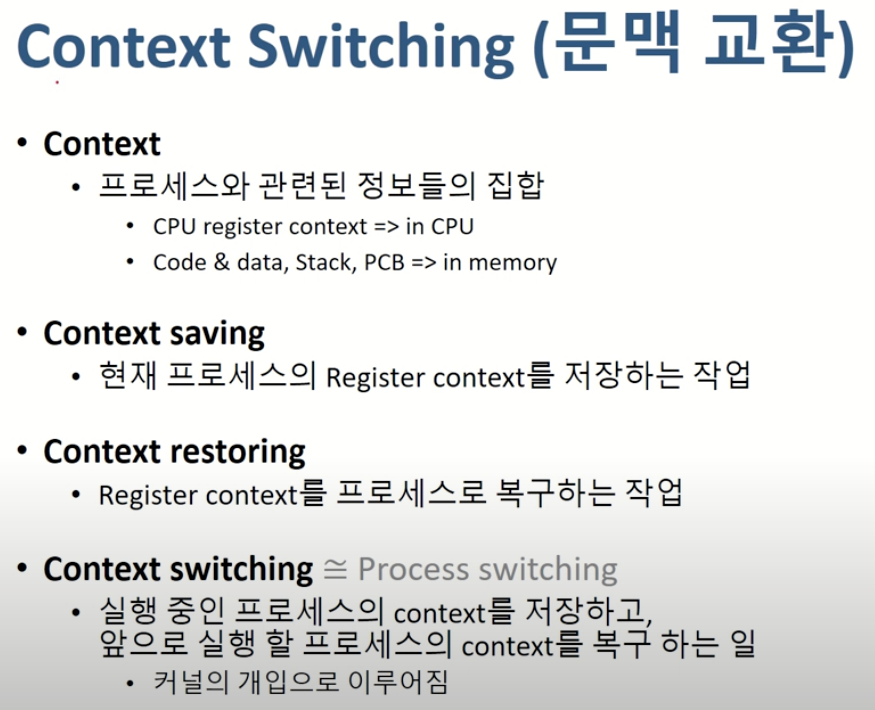 Context Switching (문맥 교환)
• Context
• 프로세스와 관련된 정보들의 집합
• CPU register context => in CPU
• Code & data, Stack, PCB => in memory
• Context saving
• 현재 프로세스의 Register context를 저장하는 작업
• Context restoring
• Register context를 프로세스로 복구하는 작업
• Context switching ≅ Process switching
• 실행 중인 프로세스의 context를 저장하고,
앞으로 실행 할 프로세스의 context를 복구 하는 일
• 커널의 개입으로 이루어짐